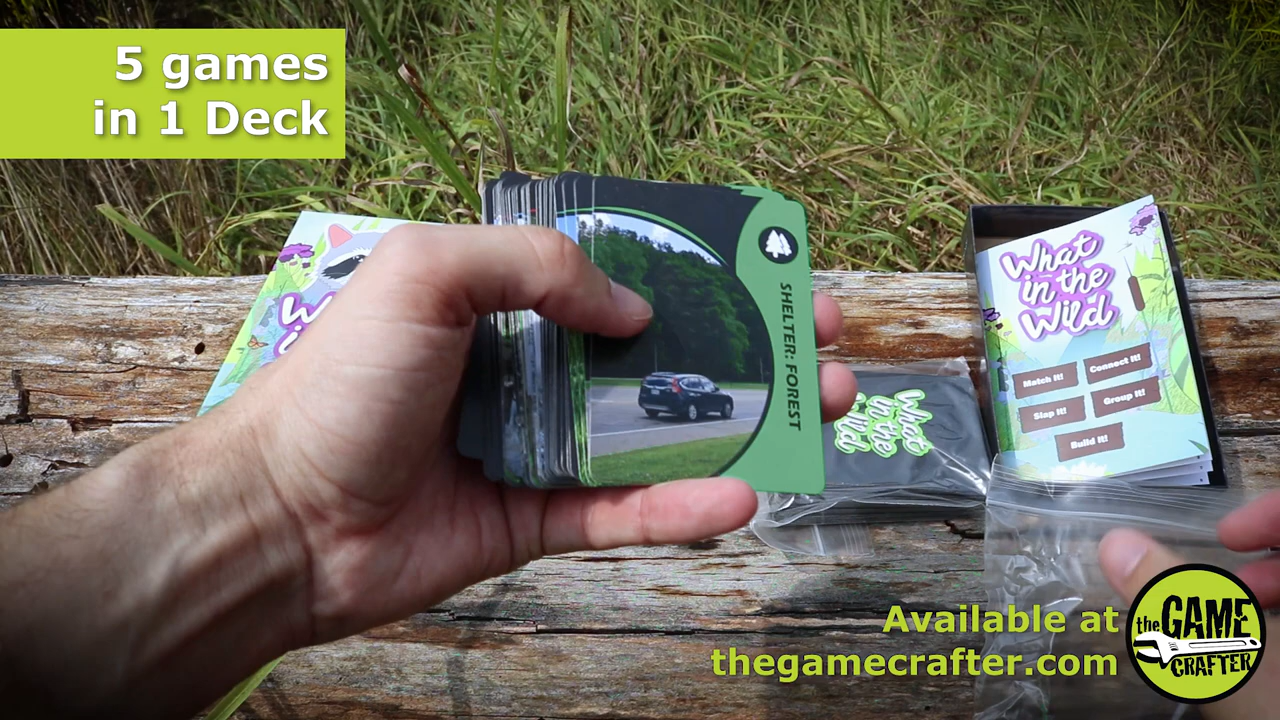 5 games
in 1 Deck
SHELTER: FOREST
What
in the
Wild
What
in the
Wild
Match It!
Connect It!
Slap It!
Group It!
Build It!
Available at
thegamecrafter.com
the GAME
CRAFTER